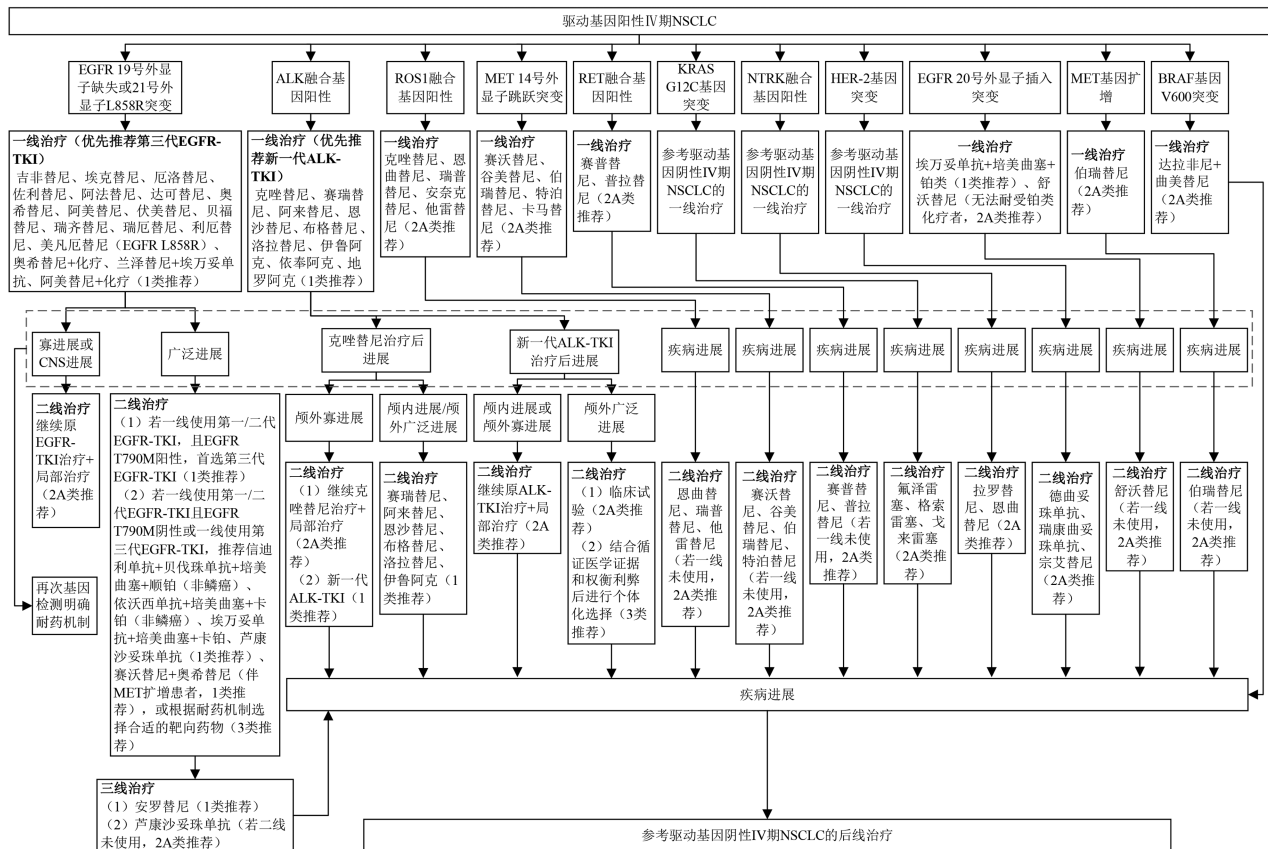 驱动基因阳性Ⅳ期NSCLC
EGFR 19号外显
子缺失或21号外
显子L858R突变
ALK融合基
因阳性
ROS1融合
基因阳性
MET 14号外
显子跳跃突变
RET融合基
因阳性
KRAS
G12C基因
突变
NTRK融合
基因阳性
HER-2基因
突变
EGFR 20号外显子插入
突变
MET基因扩
增
BRAF基因
V600突变
一线治疗（优先推荐第三代EGFR-
TKI）
吉非替尼、埃克替尼、厄洛替尼、
佐利替尼、阿法替尼、达可替尼、奥
希替尼、阿美替尼、伏美替尼、贝福
替尼、瑞齐替尼、瑞厄替尼、利厄替
尼、美凡厄替尼（EGFR L858R）、
奥希替尼+化疗、兰泽替尼+埃万妥单
抗、阿美替尼+化疗（1类推荐）
一线治疗（优先推
荐新一代ALK-
TKI）
克唑替尼、赛瑞替
尼、阿来替尼、恩
沙替尼、布格替尼、
洛拉替尼、伊鲁阿
克、依奉阿克、地
罗阿克（1类推荐）
一线治疗
克唑替尼、恩
曲替尼、瑞普
替尼、安奈克
替尼、他雷替
尼（2A类推荐）
一线治疗
赛沃替尼、
谷美替尼、伯
瑞替尼、特泊
替尼、卡马替
尼（2A类推荐）
一线治疗
赛普替
尼、普拉替
尼（2A类
推荐）
参考驱动基
因阴性Ⅳ期
NSCLC的
一线治疗
参考驱动基
因阴性Ⅳ期
NSCLC的
一线治疗
参考驱动基
因阴性Ⅳ期
NSCLC的
一线治疗
一线治疗
埃万妥单抗+培美曲塞+
铂类（1类推荐）、舒
沃替尼（无法耐受铂类
化疗者，2A类推荐）
一线治疗
伯瑞替尼
（2A类推
荐）
一线治疗
达拉非尼+
曲美替尼
（2A类推
荐）
寡进展或
CNS进展
广泛进展
克唑替尼治疗后
进展
新一代ALK-TKI
治疗后进展
疾病进展
疾病进展
疾病进展
疾病进展
疾病进展
疾病进展
疾病进展
疾病进展
颅外寡进展
颅内进展/颅
外广泛进展
颅内进展或
颅外寡进展
颅外广泛
进展
二线治疗
继续原
EGFR-
TKI治疗+
局部治疗
（2A类推
荐）
再次基因
检测明确
耐药机制
二线治疗
（1）若一线使用第一/二代
EGFR-TKI，且EGFR
T790M阳性，首选第三代
EGFR-TKI（1类推荐）
（2）若一线使用第一/二
代EGFR-TKI且EGFR
T790M阴性或一线使用第
三代EGFR-TKI，推荐信迪
利单抗+贝伐珠单抗+培美
曲塞+顺铂（非鳞癌）、
依沃西单抗+培美曲塞+卡
铂（非鳞癌）、埃万妥单
抗+培美曲塞+卡铂、芦康
沙妥珠单抗（1类推荐）、
赛沃替尼+奥希替尼（伴
MET扩增患者，1类推
荐），或根据耐药机制选
择合适的靶向药物（3类推
荐）
二线治疗
（1）继续克
唑替尼治疗+
局部治疗
（2A类推
荐）
（2）新一代
ALK-TKI（1
类推荐）
二线治疗
赛瑞替尼、
阿来替尼、
恩沙替尼、
布格替尼、
洛拉替尼、
伊鲁阿克（1
类推荐）
二线治疗
继续原ALK-
TKI治疗+局
部治疗（2A
类推荐）
二线治疗
（1）临床试
验（2A类推荐）
（2）结合循
证医学证据
和权衡利弊
后进行个体
化选择（3类
推荐）
二线治疗
恩曲替
尼、瑞普
替尼、他
雷替尼
（若一线
未使用，
2A类推荐）
二线治疗
赛沃替
尼、谷美
替尼、伯
瑞替尼、
特泊替尼
（若一线
未使用、
2A类推
荐）
二线治疗
赛普替
尼、普拉
替尼（若
一线未使
用，2A类推荐）
二线治疗
氟泽雷
塞、格索
雷塞、戈
来雷塞
（2A类推荐）
二线治疗
拉罗替
尼、恩曲
替尼（2A
类推荐）
二线治疗
德曲妥
珠单抗、
瑞康曲妥
珠单抗、
宗艾替尼
（2A类推
荐）
二线治疗
舒沃替尼
（若一线
未使用，
2A类推
荐）
二线治疗
伯瑞替尼
（若一线
未使用，
2A类推
荐）
疾病进展
三线治疗
（1）安罗替尼（1类推荐）
（2）芦康沙妥珠单抗（若二线
未使用，2A类推荐）
参考驱动基因阴性Ⅳ期NSCLC的后线治疗